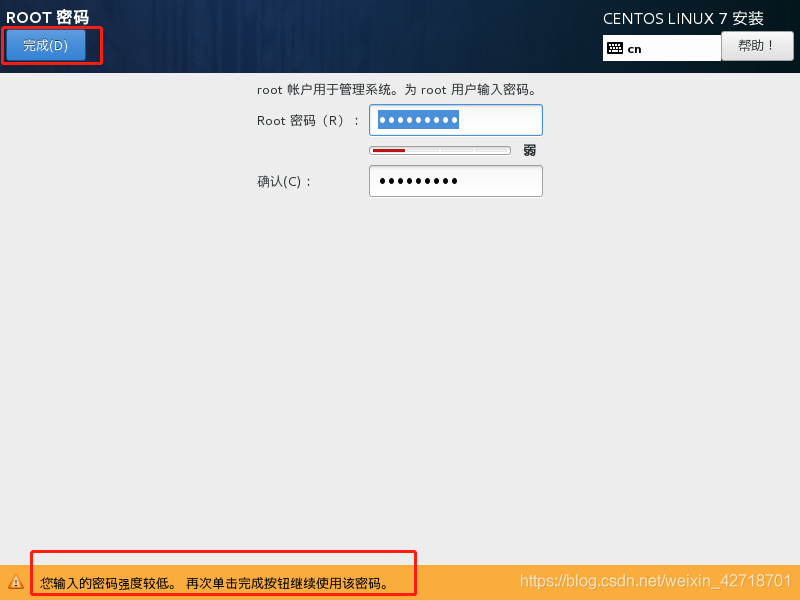 ROOT 密码
CENTOS LINUX 7 安装
完成(D)
cn
帮助！
root 帐户用于管理系统。为 root 用户输入密码。
Root 密码（R）：
●●●●●●●●●
弱
确认(C)：
●●●●●●●●●
您输入的密码强度较低。 再次单击完成按钮继续使用该密码。
https://blog.csdn.net/weixin_42718701